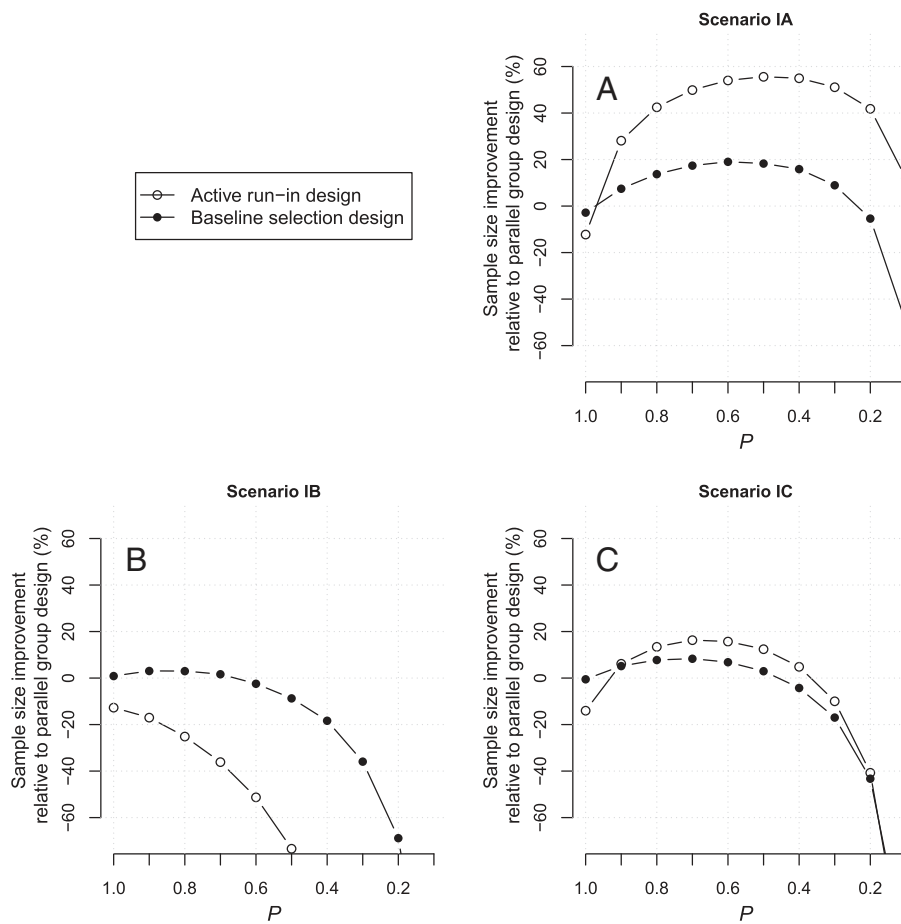 Scenario IA
A
Sample size improvement
relative to parallel group design (%)
60
40
20
0
−20
−40
−60
1.0 0.8 0.6 0.4 0.2
P
Active run−in design
Baseline selection design
Scenario IB
B
Sample size improvement
relative to parallel group design (%)
60
40
20
0
−20
−40
−60
1.0 0.8 0.6 0.4 0.2
P
Scenario IC
C
Sample size improvement
relative to parallel group design (%)
60
40
20
0
−20
−40
−60
1.0 0.8 0.6 0.4 0.2
P